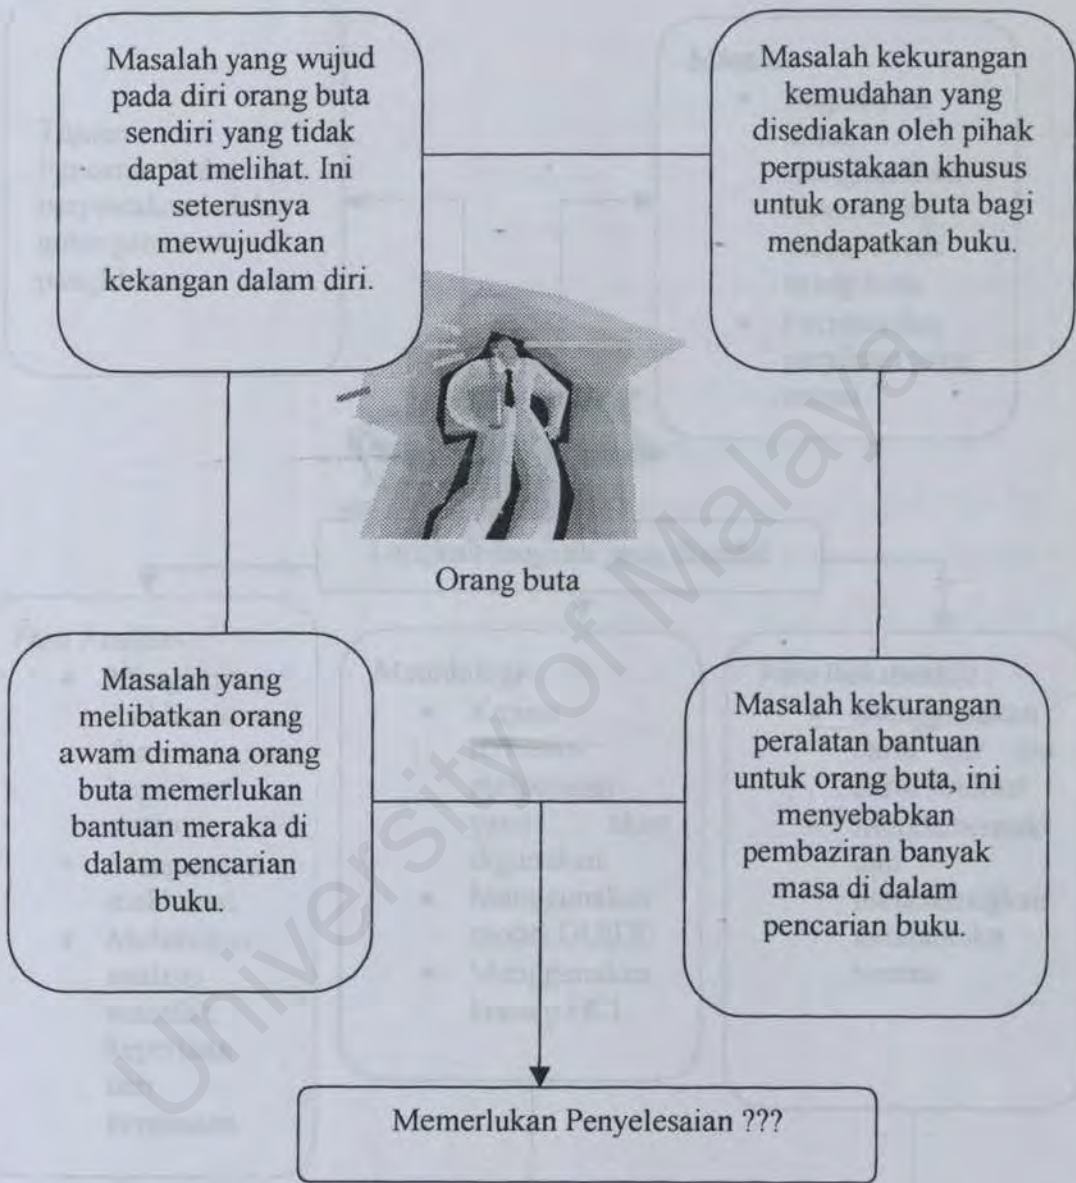 Masalah yang wujud
pada diri orang buta
sendiri yang tidak
dapat melihat. Ini
seterusnya
mewujudkan
kekangan dalam diri.
Masalah kekurangan
kemudahan yang
disediakan oleh pihak
perpustakaan khusus
untuk orang buta bagi
mendapatkan buku.
Orang buta
Masalah yang
melibatkan orang
awam dimana orang
buta memerlukan
bantuan meraka di
dalam pencarian
buku.
Masalah kekurangan
peralatan bantuan
untuk orang buta, ini
menyebabkan
pembaziran banyak
masa di dalam
pencarian buku.
Memerlukan Penyelesaian ???
University of Malaya